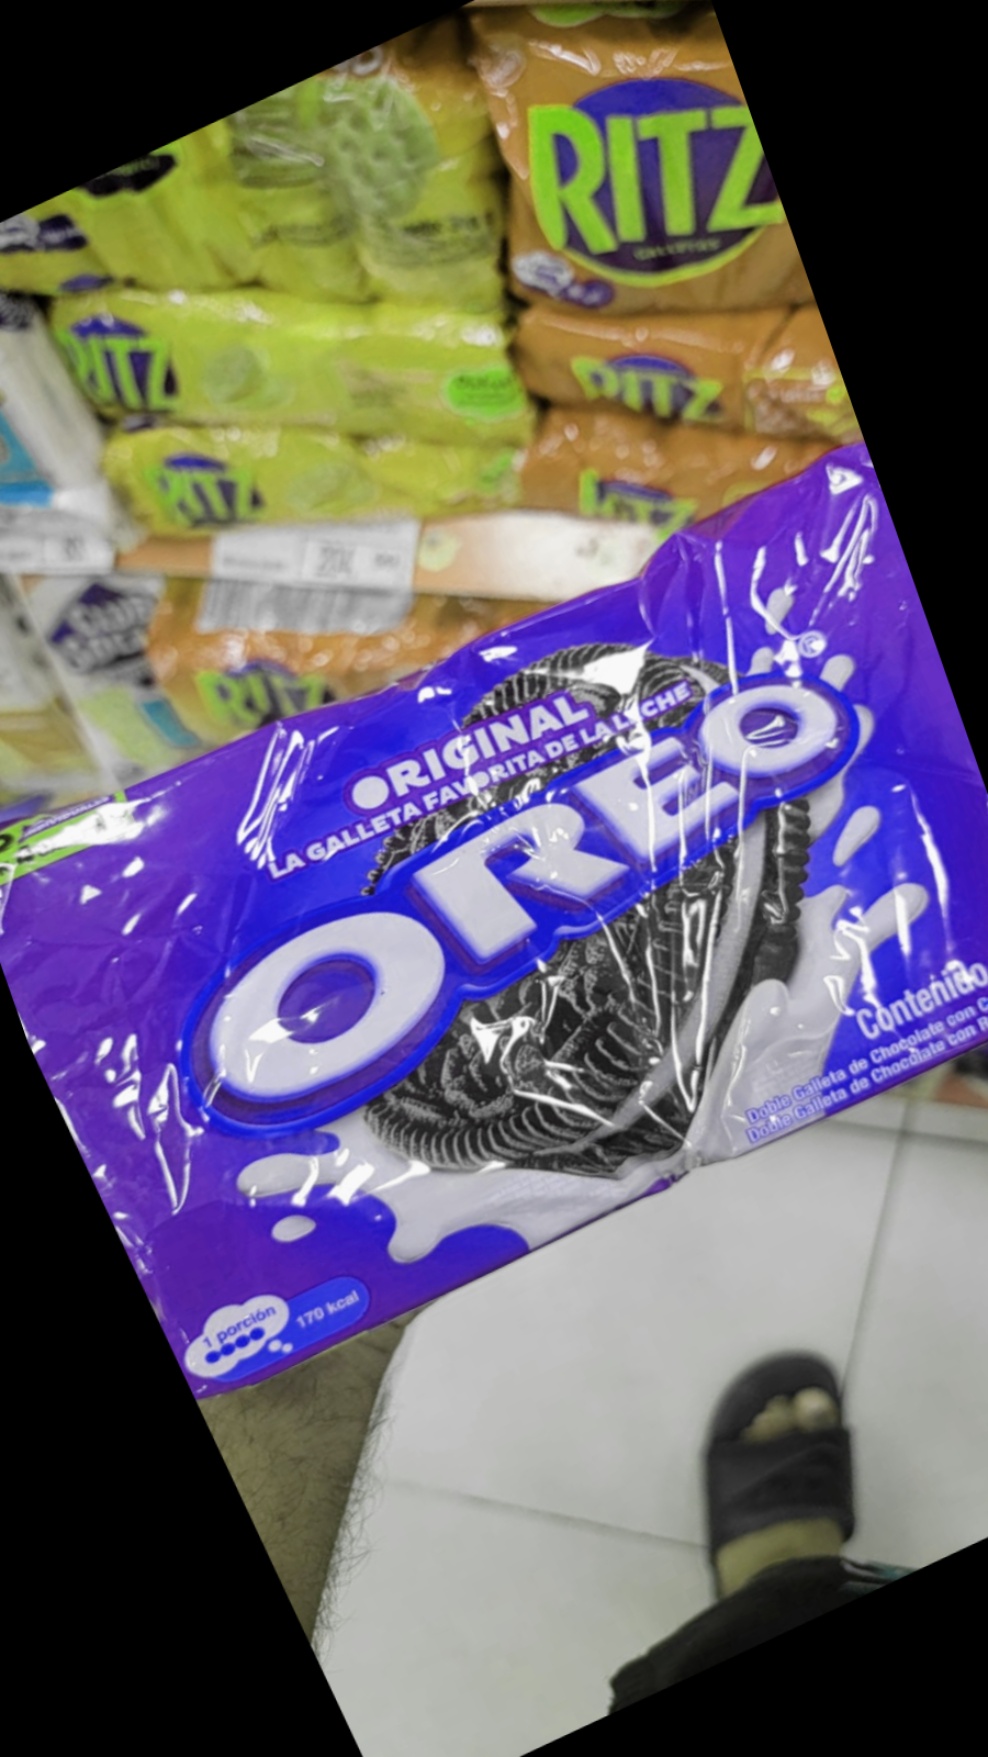 RITZ
RITZ
RITZ
RITZ
RITZ
RITZ
ORIGINAL
LA GALLETA FAVORITA DE LA LECHE
OREO
Contenido
Doble Galleta de Chocolate con
Doble Galleta de Chocolate con
1 porción
170 kcal